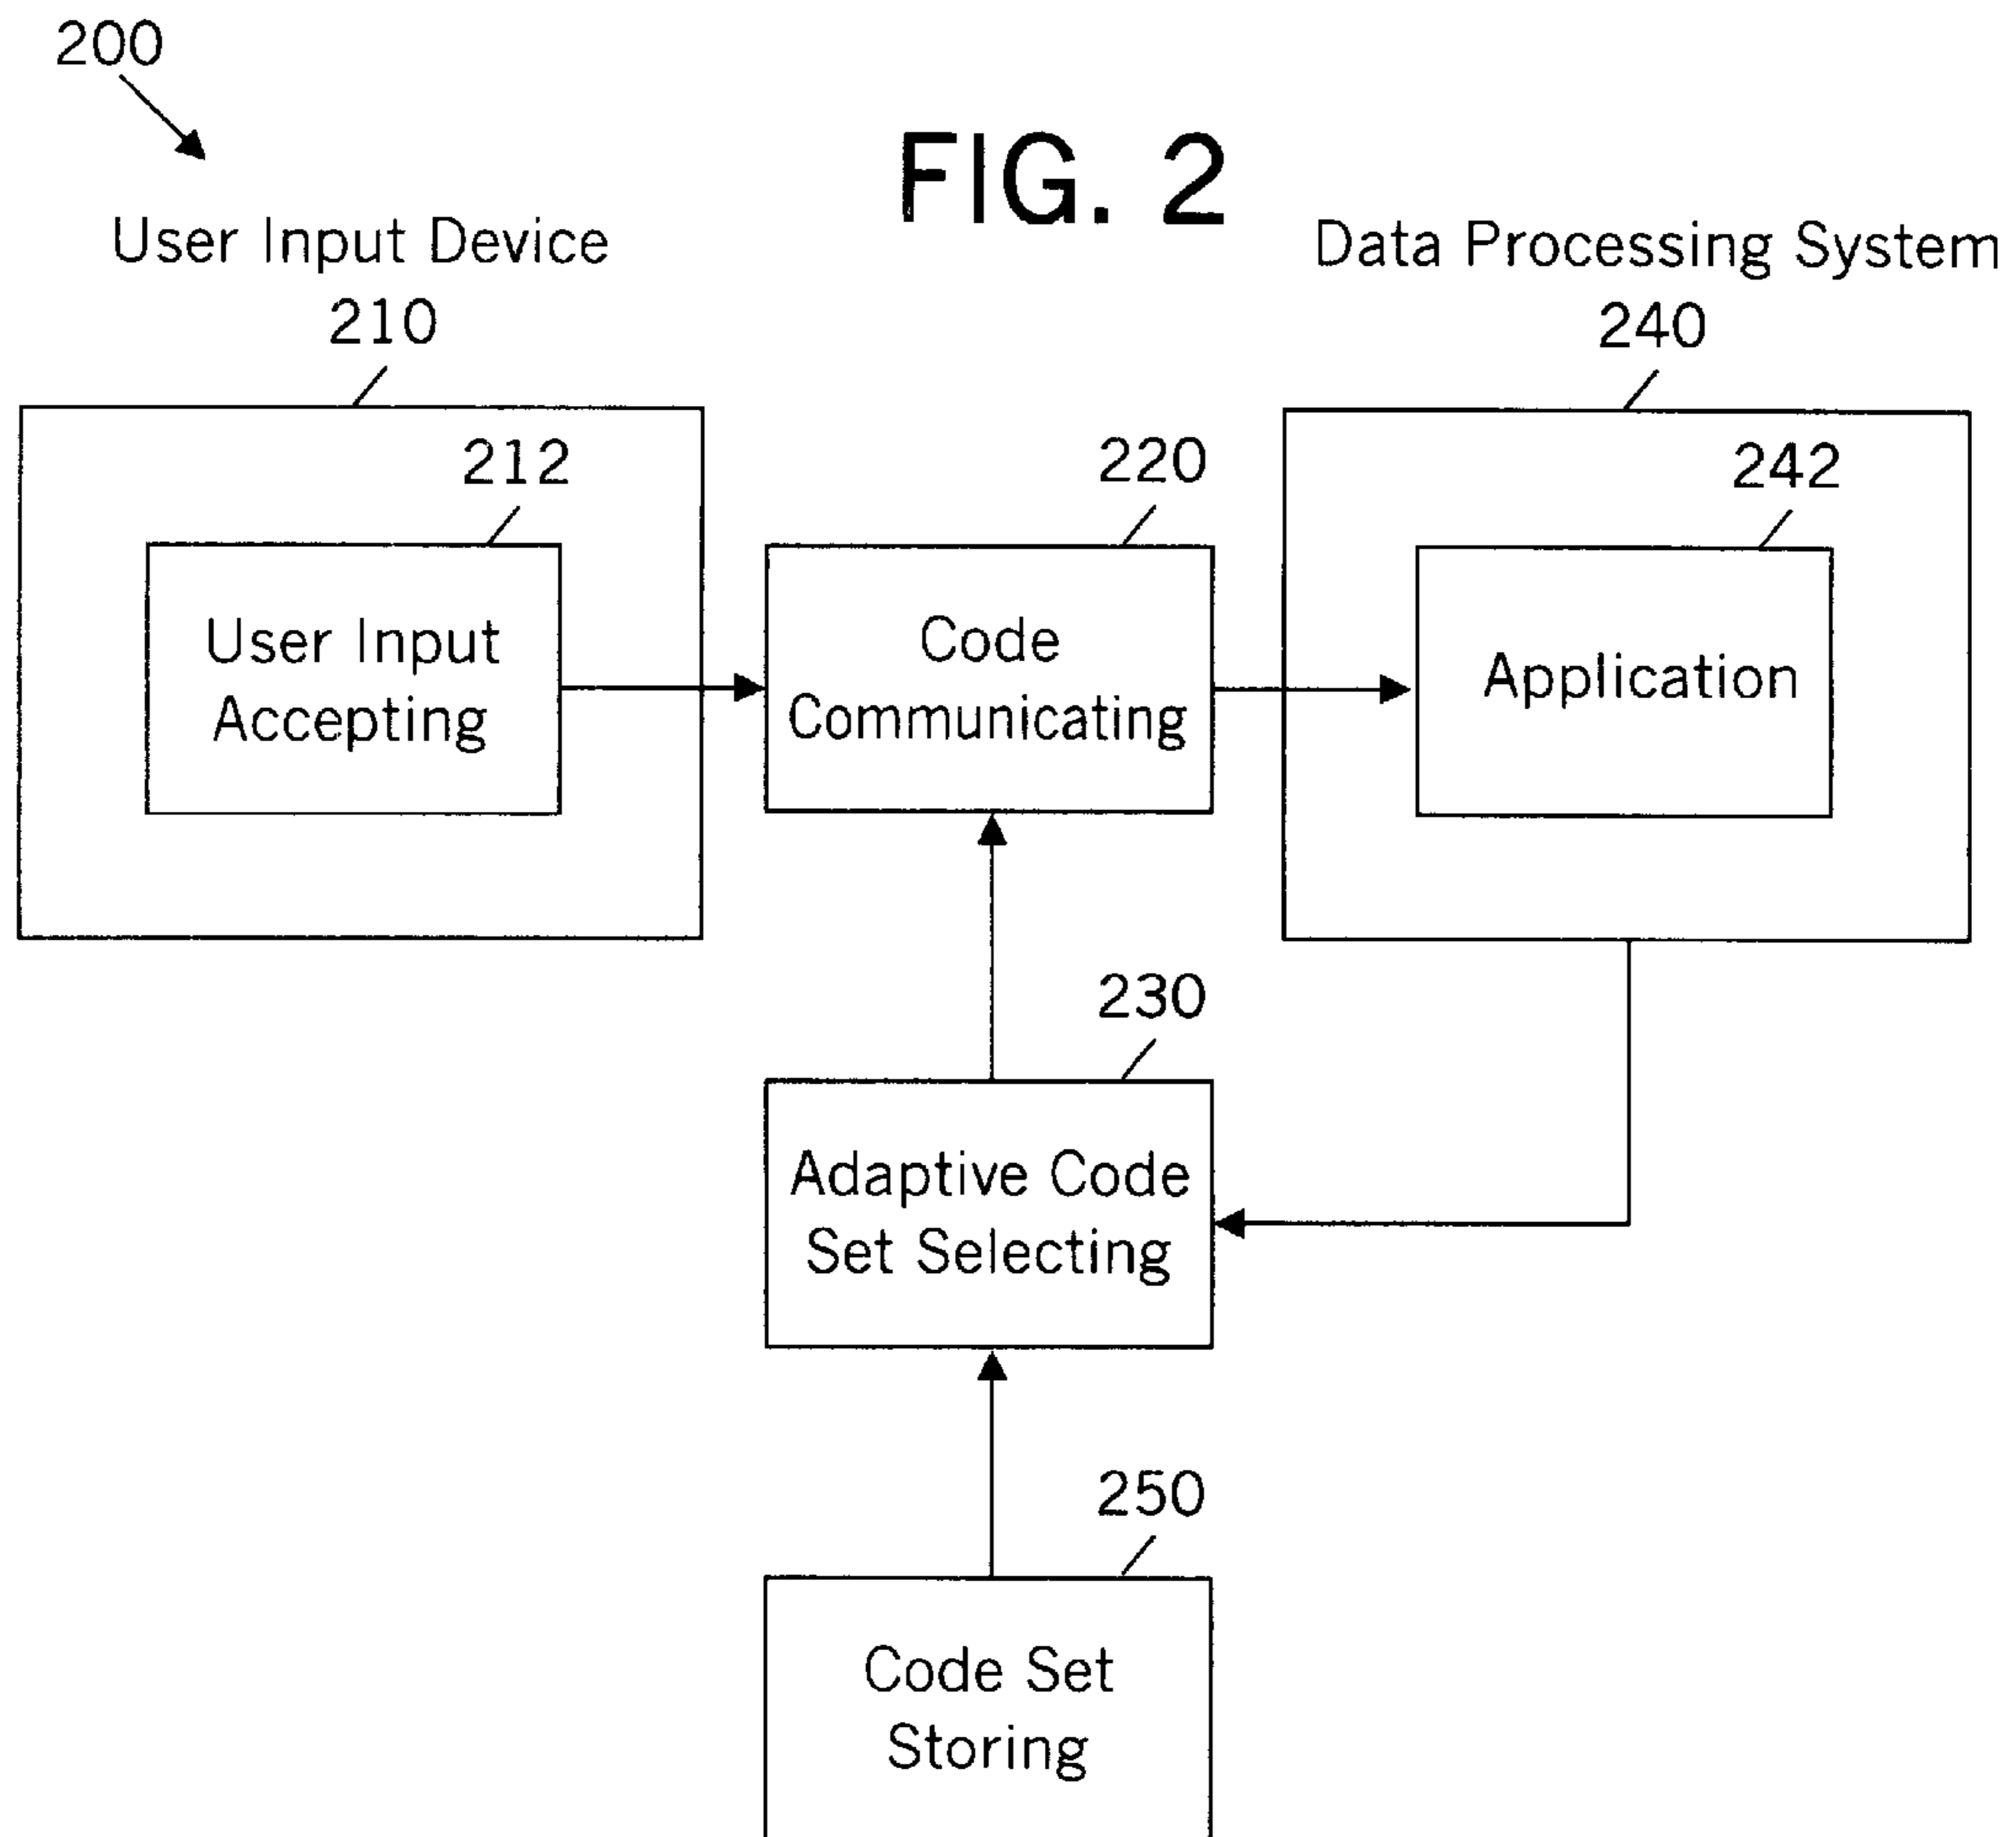 200
FIG. 2
User Input Device
210
Data Processing System
240
212
220
242
User Input
Accepting
Code
Communicating
Application
230
Adaptive Code
Set Selecting
250
Code Set
Storing